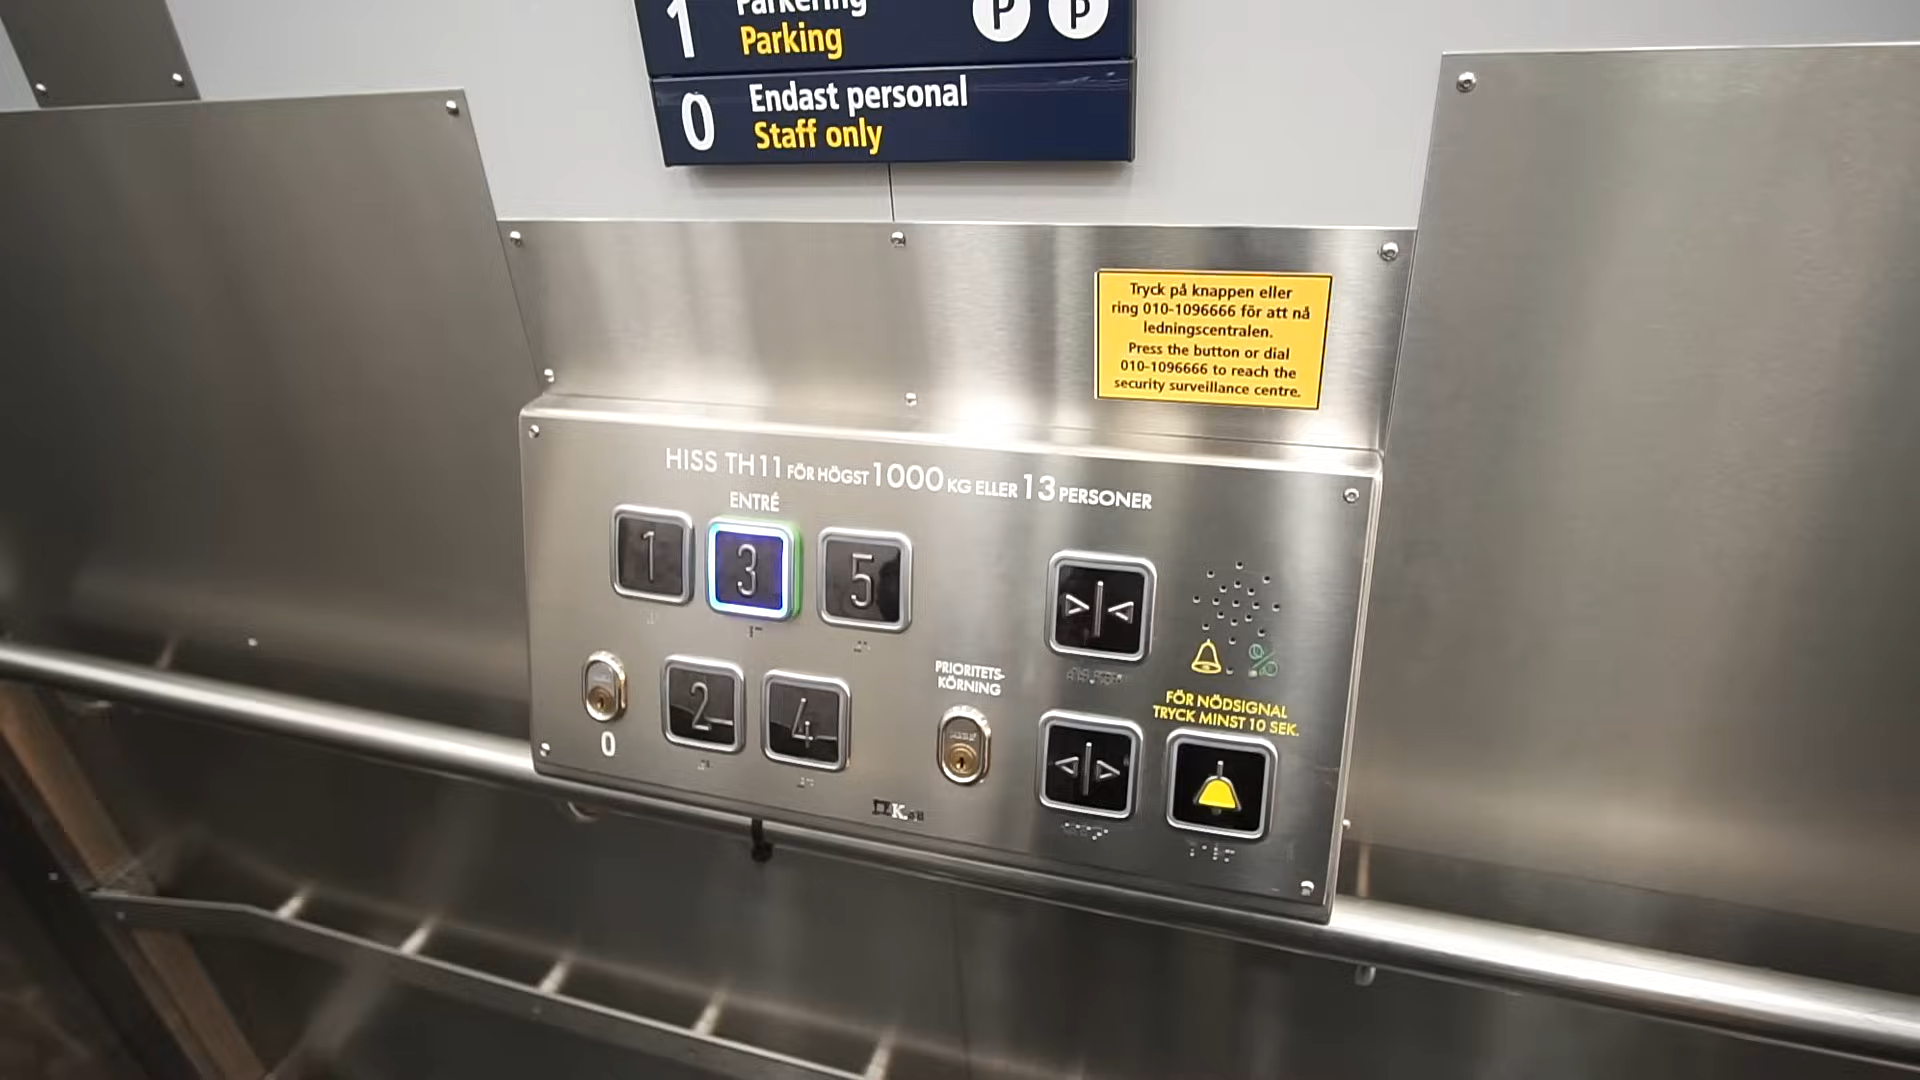 1 Parkering P P
Parking
0 Endast personal
Staff only
Tryck på knappen eller
ring 010-1096666 för att nå
ledningscentralen.
Press the button or dial
010-1096666 to reach the
security surveillance centre.
HISS TH11 FÖR HÖGST 1000 KG ELLER 13 PERSONER
ENTRÉ
1 3 5
PRIORITETS-
KÖRNING
FÖR NÖDSIGNAL
TRYCK MINST 10 SEK.
0 2 4